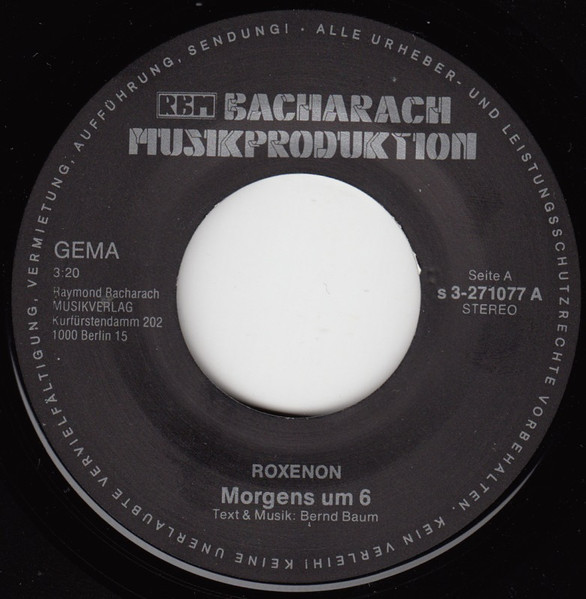 ALLE URHEBER- UND LEISTUNGSSCHUTZRECHTE VORBEHALTEN. KEIN VERLEIH! KEINE UNERLAUBTE VERVIELFÄLTIGUNG, VERMIETUNG, AUFFÜHRUNG, SENDUNG! ·
RBM BACHARACH
MUSIKPRODUKTION
GEMA
3:20
Raymond Bacharach
MUSIKVERLAG
Kurfürstendamm 202
1000 Berlin 15
Seite A
s 3-271077 A
STEREO
ROXENON
Morgens um 6
Text & Musik: Bernd Baum